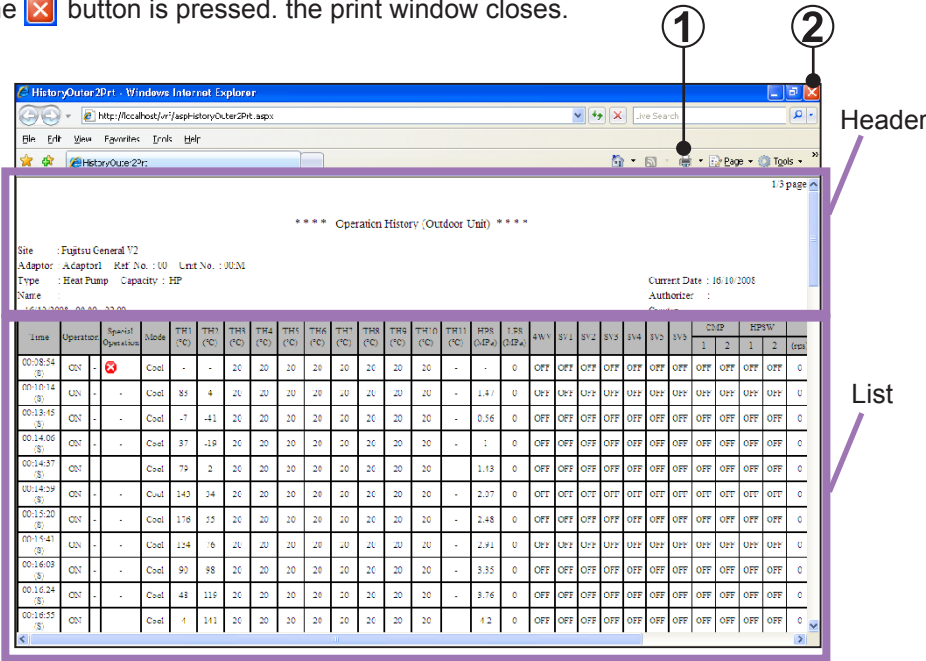 button is pressed. the print window closes.
1 2
HistoryOuter2Prt - Windows Internet Explorer
http://localhost/vrf/aspHistoryOuter2Prt.aspx Live Search
File Edit View Favorites Tools Help
HistoryOuter2Prt Page Tools
Header
1/3 page
**** Operation History (Outdoor Unit) ****
Site : Fujitsu General V2
Adaptor : Adaptor1 Ref No. : 00 Unit No. : 00:M
Type : Heat Pump Capacity : HP Current Date : 16/10/2008
Name : Authorizer :
Time Operation Special Operation Mode TH1 (°C) TH2 (°C) TH3 (°C) TH4 (°C) TH5 (°C) TH6 (°C) TH7 (°C) TH8 (°C) TH9 (°C) TH10 (°C) TH11 (°C) HPS (MPa) LPS (MPa) 4WV SV1 SV2 SV3 SV4 SV5 CMP 1 2 HPSW 1 2 (rps)
00:08:54 (S) ON - Cool - - 20 20 20 20 20 20 20 20 - - 0 OFF OFF OFF OFF OFF OFF OFF OFF OFF OFF OFF 0
00:10:14 (S) ON - - Cool 4 20 20 20 20 20 20 20 20 - 1.47 0 OFF OFF OFF OFF OFF OFF OFF OFF OFF OFF OFF 0
00:13:45 (S) ON - - Cool -7 -41 20 20 20 20 20 20 20 20 - 0.56 0 OFF OFF OFF OFF OFF OFF OFF OFF OFF OFF OFF 0
00:14:06 (S) ON - - Cool 37 -19 20 20 20 20 20 20 20 20 - 1 0 OFF OFF OFF OFF OFF OFF OFF OFF OFF OFF OFF 0
List
00:14:37 (S) ON Cool 79 2 20 20 20 20 20 20 20 20 1.43 0 OFF OFF OFF OFF OFF OFF OFF OFF OFF OFF OFF 0
00:14:59 (S) ON - - Cool 143 34 20 20 20 20 20 20 20 20 - 2.07 0 OFF OFF OFF OFF OFF OFF OFF OFF OFF OFF OFF 0
00:15:20 (S) ON - - Cool 176 55 20 20 20 20 20 20 20 20 - 2.48 0 OFF OFF OFF OFF OFF OFF OFF OFF OFF OFF OFF 0
00:15:41 (S) ON - - Cool 134 76 20 20 20 20 20 20 20 20 - 2.91 0 OFF OFF OFF OFF OFF OFF OFF OFF OFF OFF OFF 0
00:16:03 (S) ON - - Cool 90 98 20 20 20 20 20 20 20 20 - 3.35 0 OFF OFF OFF OFF OFF OFF OFF OFF OFF OFF OFF 0
00:16:24 (S) ON - - Cool 48 119 20 20 20 20 20 20 20 20 - 3.76 0 OFF OFF OFF OFF OFF OFF OFF OFF OFF OFF OFF 0
00:16:55 (S) ON Cool 4 141 20 20 20 20 20 20 20 20 4.2 0 OFF OFF OFF OFF OFF OFF OFF OFF OFF OFF OFF 0